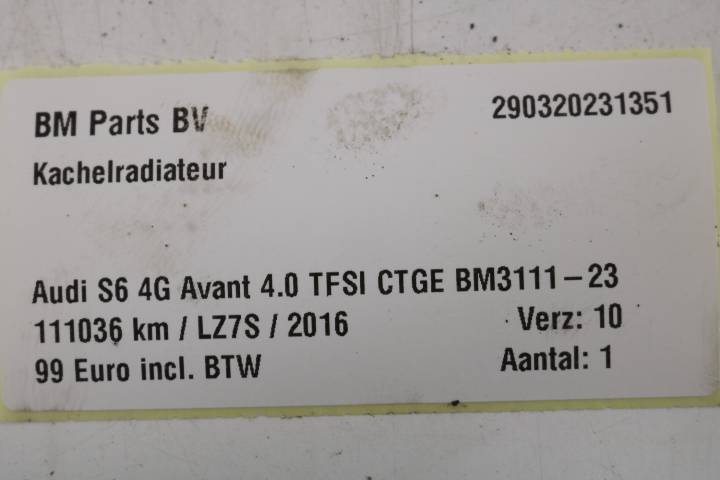 BM Parts BV 290320231351
Kachelradiateur
Audi S6 4G Avant 4.0 TFSI CTGE BM3111-23
111036 km / LZ7S / 2016 Verz: 10
99 Euro incl. BTW Aantal: 1